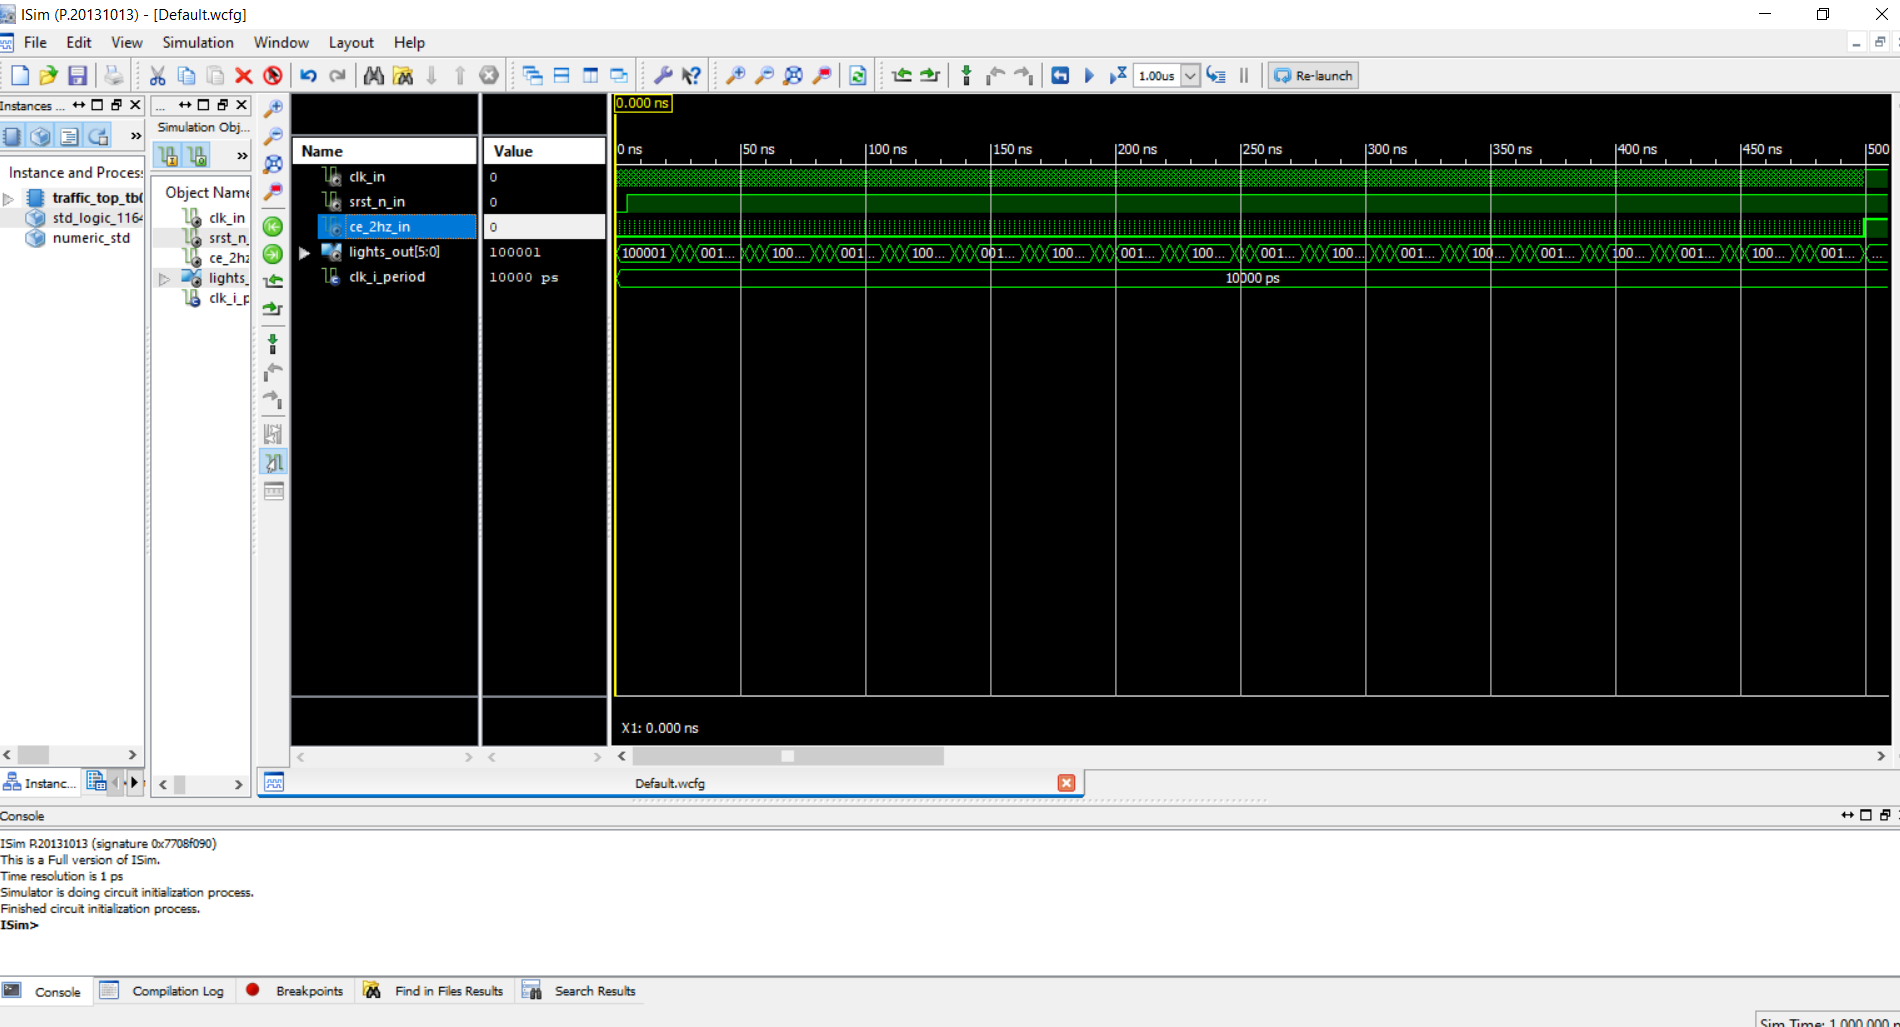 ISim (P.20131013) - [Default.wcfg]
File Edit View Simulation Window Layout Help
1.00us Re-launch
Instances ... ...
Simulation Obj...
Instance and Proces
traffic_top_tb(
std_logic_1164
numeric_std
Object Name
clk_in
srst_n_
ce_2hz
lights_
clk_i_p
Name Value
clk_in 0
srst_n_in 0
ce_2hz_in 0
lights_out[5:0] 100001
clk_i_period 10000 ps
0.000 ns
0 ns 50 ns 100 ns 150 ns 200 ns 250 ns 300 ns 350 ns 400 ns 450 ns 500
100001 001... 100... 001... 100... 001... 100... 001... 100... 001... 100... 001... 100... 001... 100... 001... 100... 001... ...
10000 ps
X1: 0.000 ns
Instanc...
Default.wcfg
Console
ISim P.20131013 (signature 0x7708f090)
This is a Full version of ISim.
Time resolution is 1 ps
Simulator is doing circuit initialization process.
Finished circuit initialization process.
ISim>
Console Compilation Log Breakpoints Find in Files Results Search Results
Sim Time: 1,000,000 p